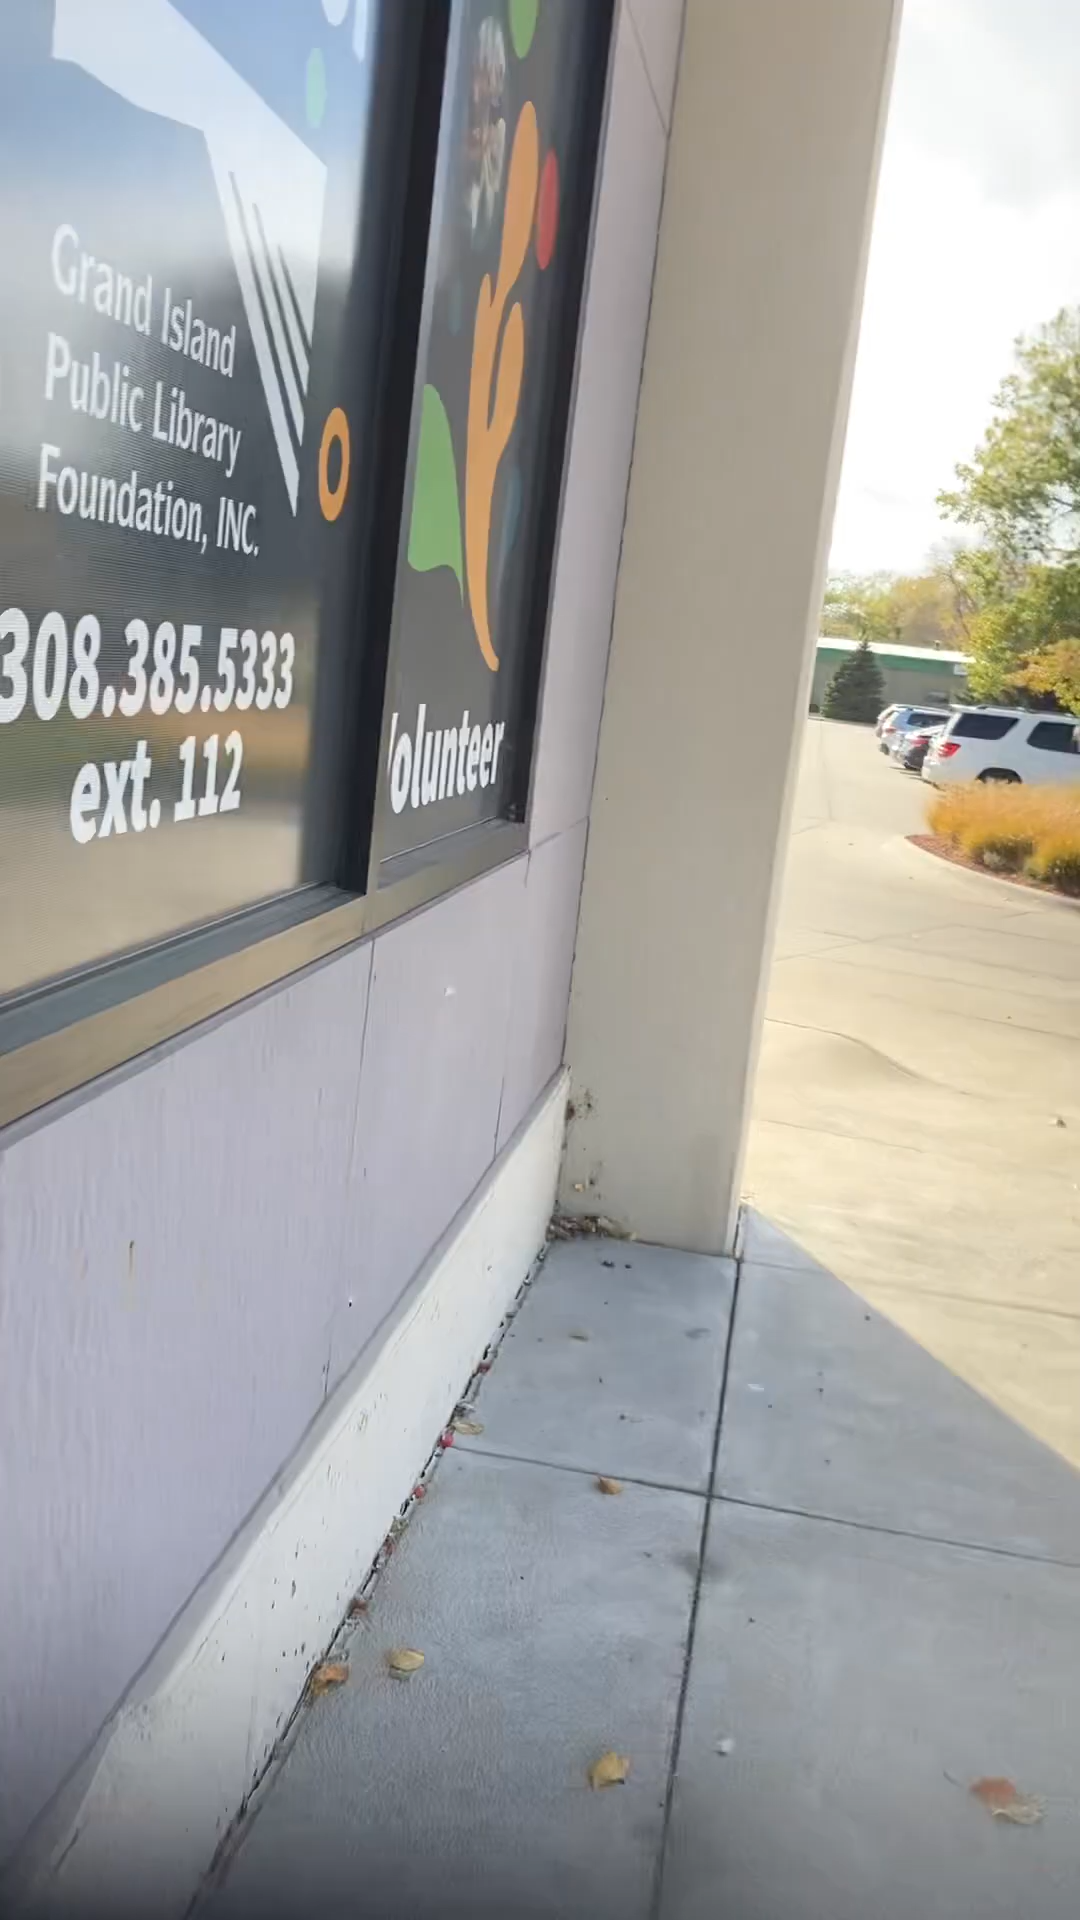 Grand Island
Public Library
Foundation, INC.
308.385.5333
ext. 112
Volunteer